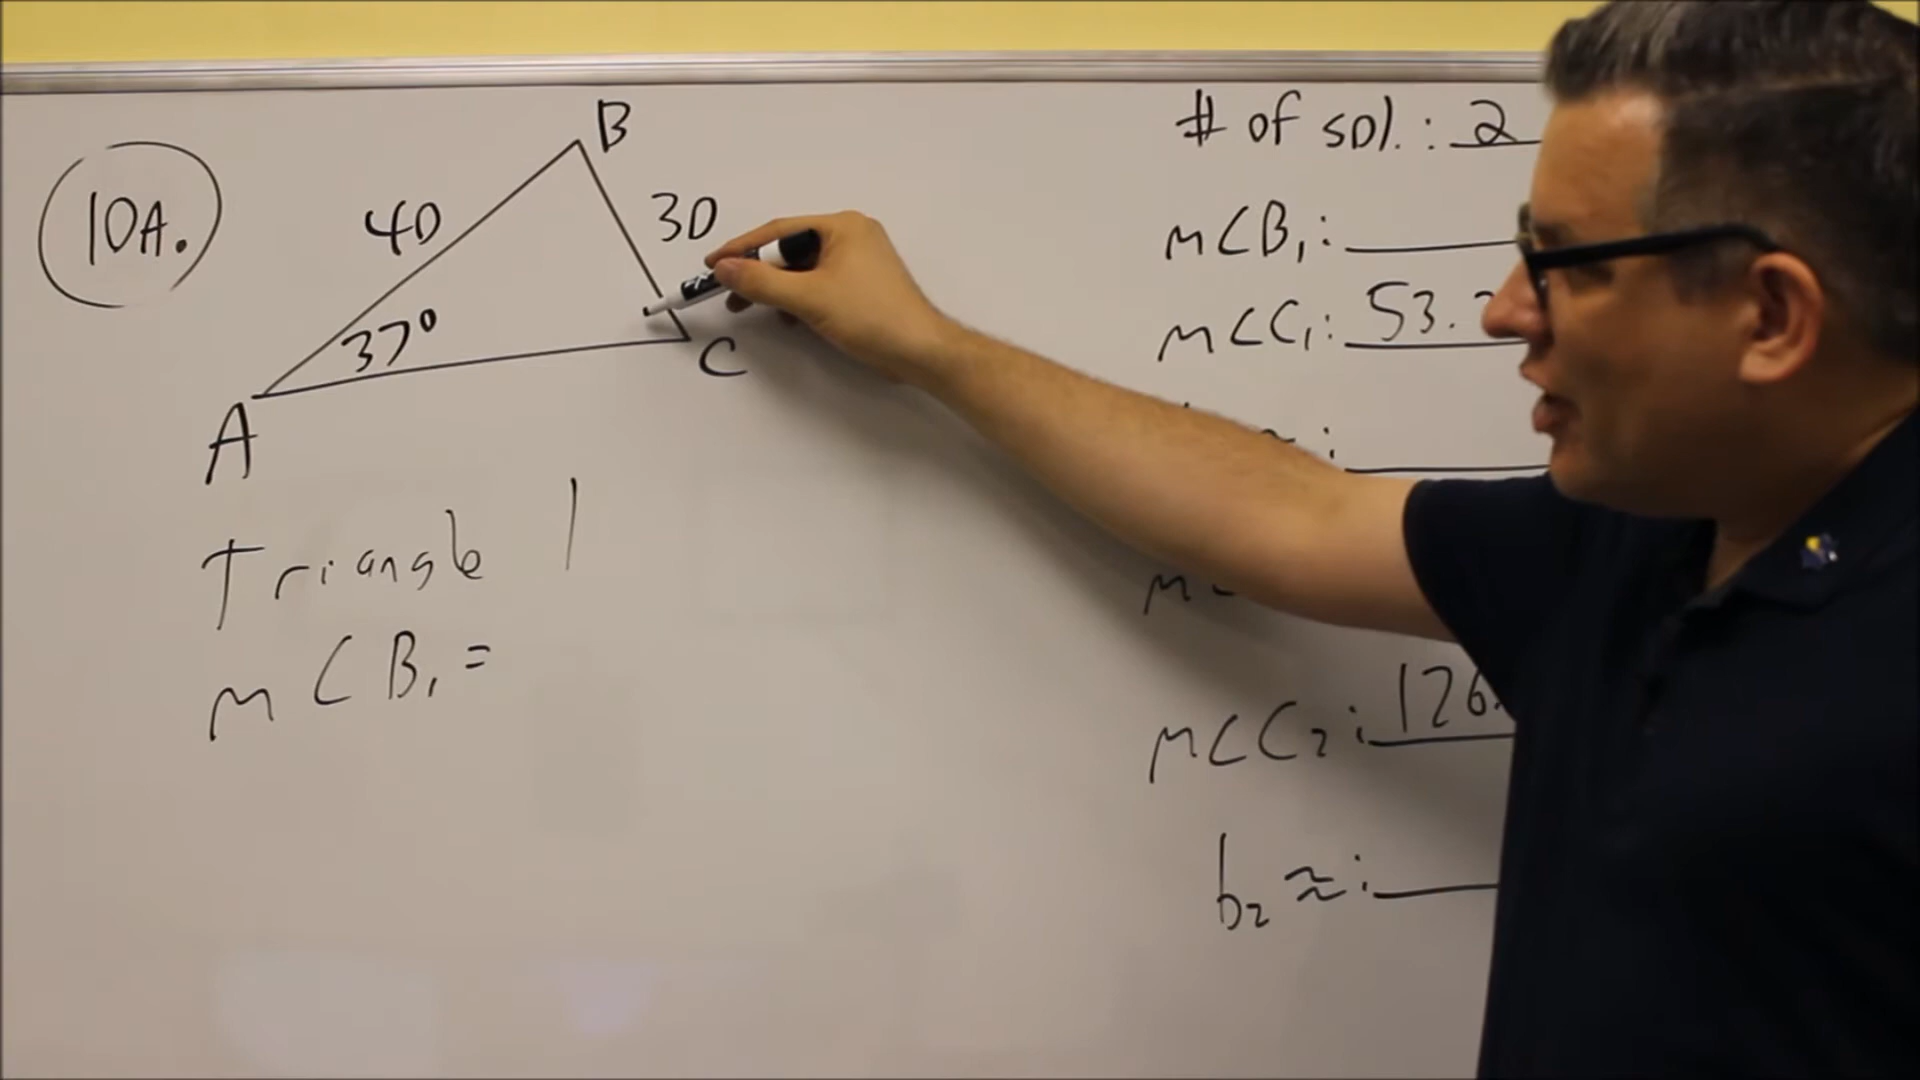 10A.
B
40
30
37°
C
A
Triangle 1
m∠B₁ =
# of sol.: 2
m∠B₁:
m∠C₁: 53.
m∠C₂: 126.
b₂ ≈: